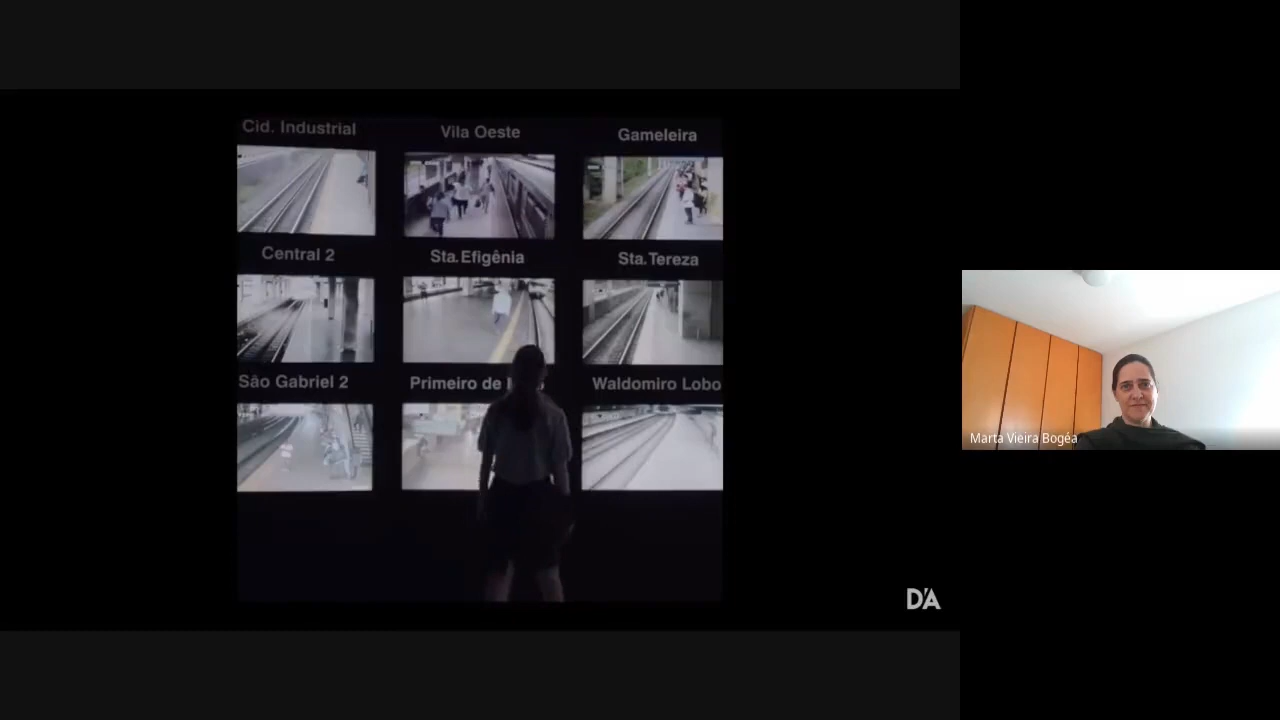 Cid. Industrial
Vila Oeste
Gameleira
Central 2
Sta.Efigênia
Sta.Tereza
São Gabriel 2
Primeiro de
Waldomiro Lobo
Marta Vieira Bogéa
D'A